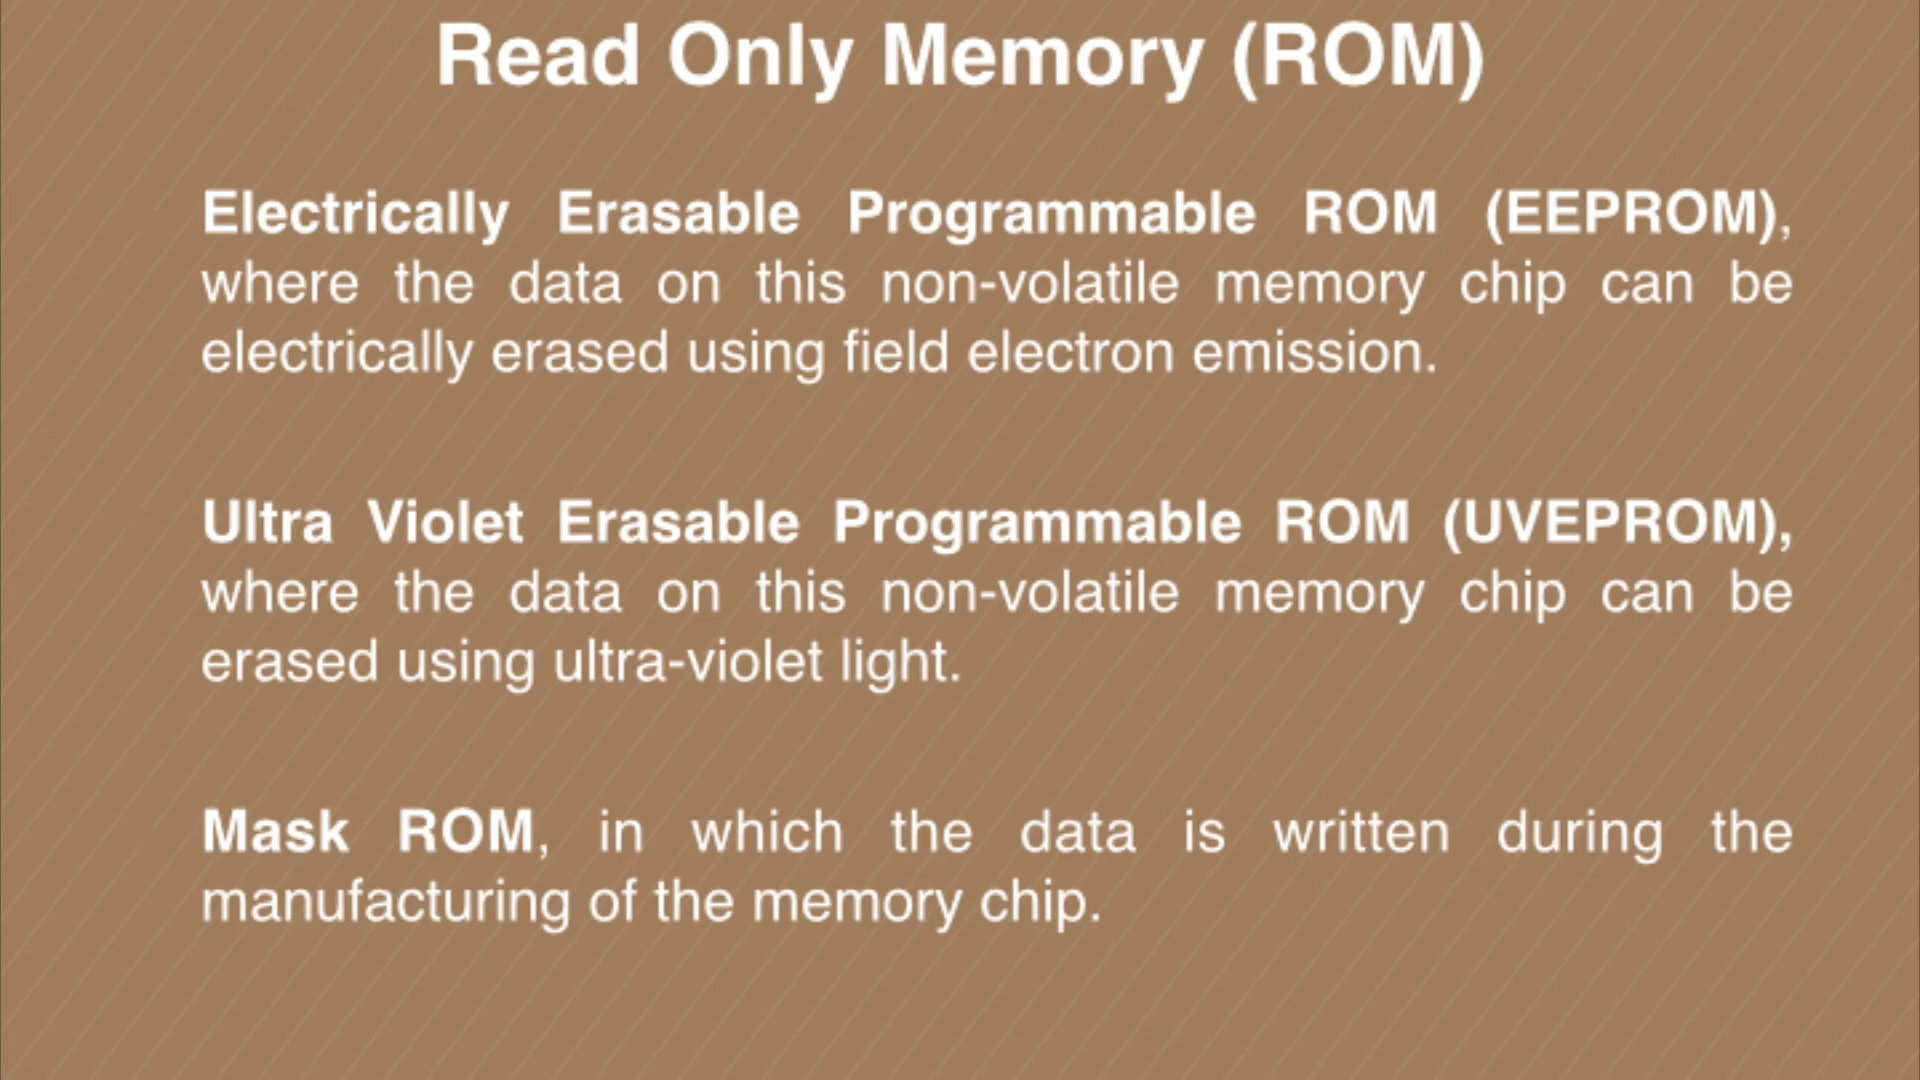 Read Only Memory (ROM)
Electrically Erasable Programmable ROM (EEPROM),
where the data on this non-volatile memory chip can be
electrically erased using field electron emission.
Ultra Violet Erasable Programmable ROM (UVEPROM),
where the data on this non-volatile memory chip can be
erased using ultra-violet light.
Mask ROM, in which the data is written during the
manufacturing of the memory chip.